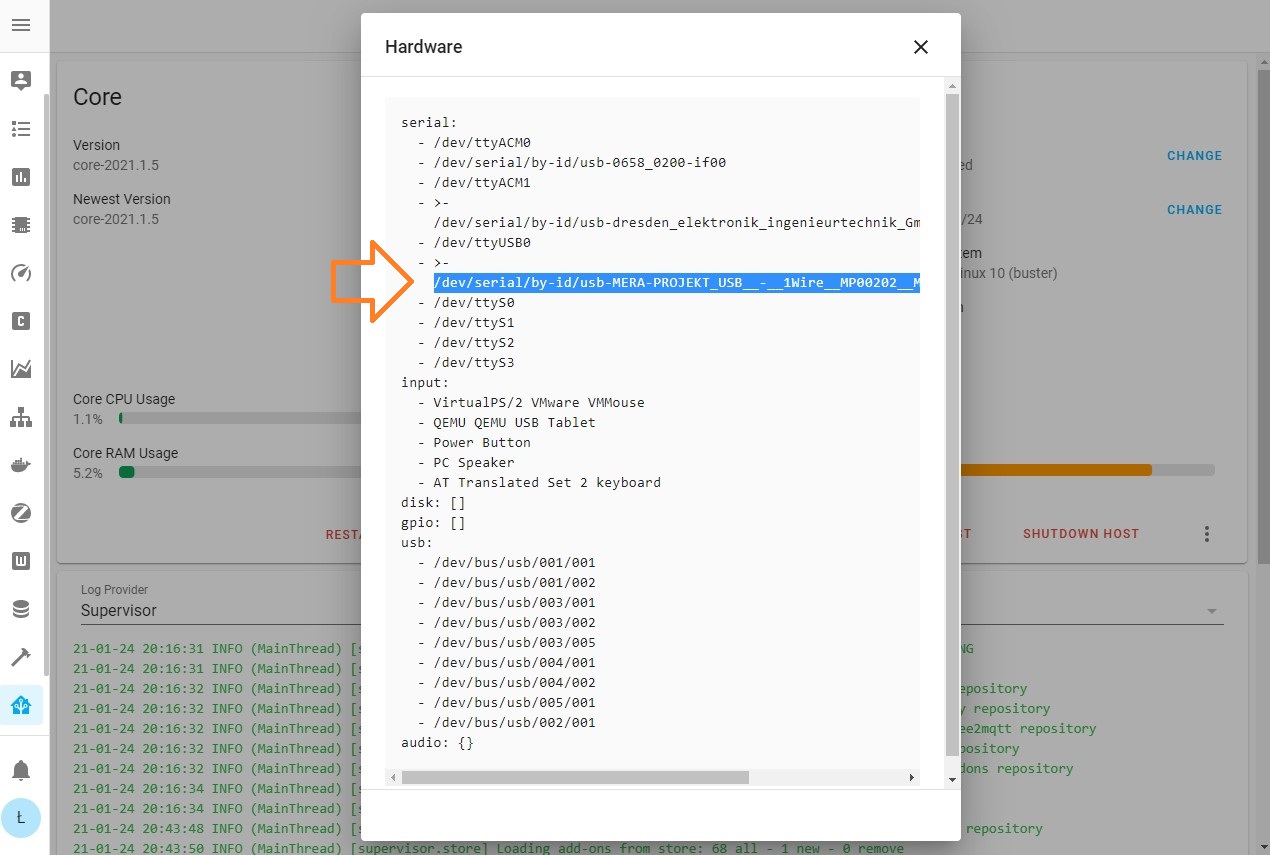 Hardware
serial:
- /dev/ttyACM0
- /dev/serial/by-id/usb-0658_0200-if00
- /dev/ttyACM1
- >-
/dev/serial/by-id/usb-dresden_elektronik_ingenieurtechnik_Gm
- /dev/ttyUSB0
- >-
/dev/serial/by-id/usb-MERA-PROJEKT_USB__-__1Wire__MP00202__M
- /dev/ttyS0
- /dev/ttyS1
- /dev/ttyS2
- /dev/ttyS3
input:
- VirtualPS/2 VMware VMMouse
- QEMU QEMU USB Tablet
- Power Button
- PC Speaker
- AT Translated Set 2 keyboard
disk: []
gpio: []
usb:
- /dev/bus/usb/001/001
- /dev/bus/usb/001/002
- /dev/bus/usb/003/001
- /dev/bus/usb/003/002
- /dev/bus/usb/003/005
- /dev/bus/usb/004/001
- /dev/bus/usb/004/002
- /dev/bus/usb/005/001
- /dev/bus/usb/002/001
audio: {}
Core
Version
core-2021.1.5
Newest Version
core-2021.1.5
Core CPU Usage
1.1%
Core RAM Usage
5.2%
RESTA
ed
CHANGE
/24
CHANGE
tem
inux 10 (buster)
ST
SHUTDOWN HOST
Log Provider
Supervisor
21-01-24 20:16:31 INFO (MainThread) [s NG
21-01-24 20:16:31 INFO (MainThread) [s
21-01-24 20:16:32 INFO (MainThread) [s epository
21-01-24 20:16:32 INFO (MainThread) [s y repository
21-01-24 20:16:32 INFO (MainThread) [s ee2mqtt repository
21-01-24 20:16:32 INFO (MainThread) [s pository
21-01-24 20:16:32 INFO (MainThread) [s dons repository
21-01-24 20:16:34 INFO (MainThread) [s
21-01-24 20:16:34 INFO (MainThread) [s
21-01-24 20:43:48 INFO (MainThread) [s repository
21-01-24 20:43:50 INFO (MainThread) [supervisor.store] Loading add-ons from store: 68 all - 1 new - 0 remove
C
W
Ł